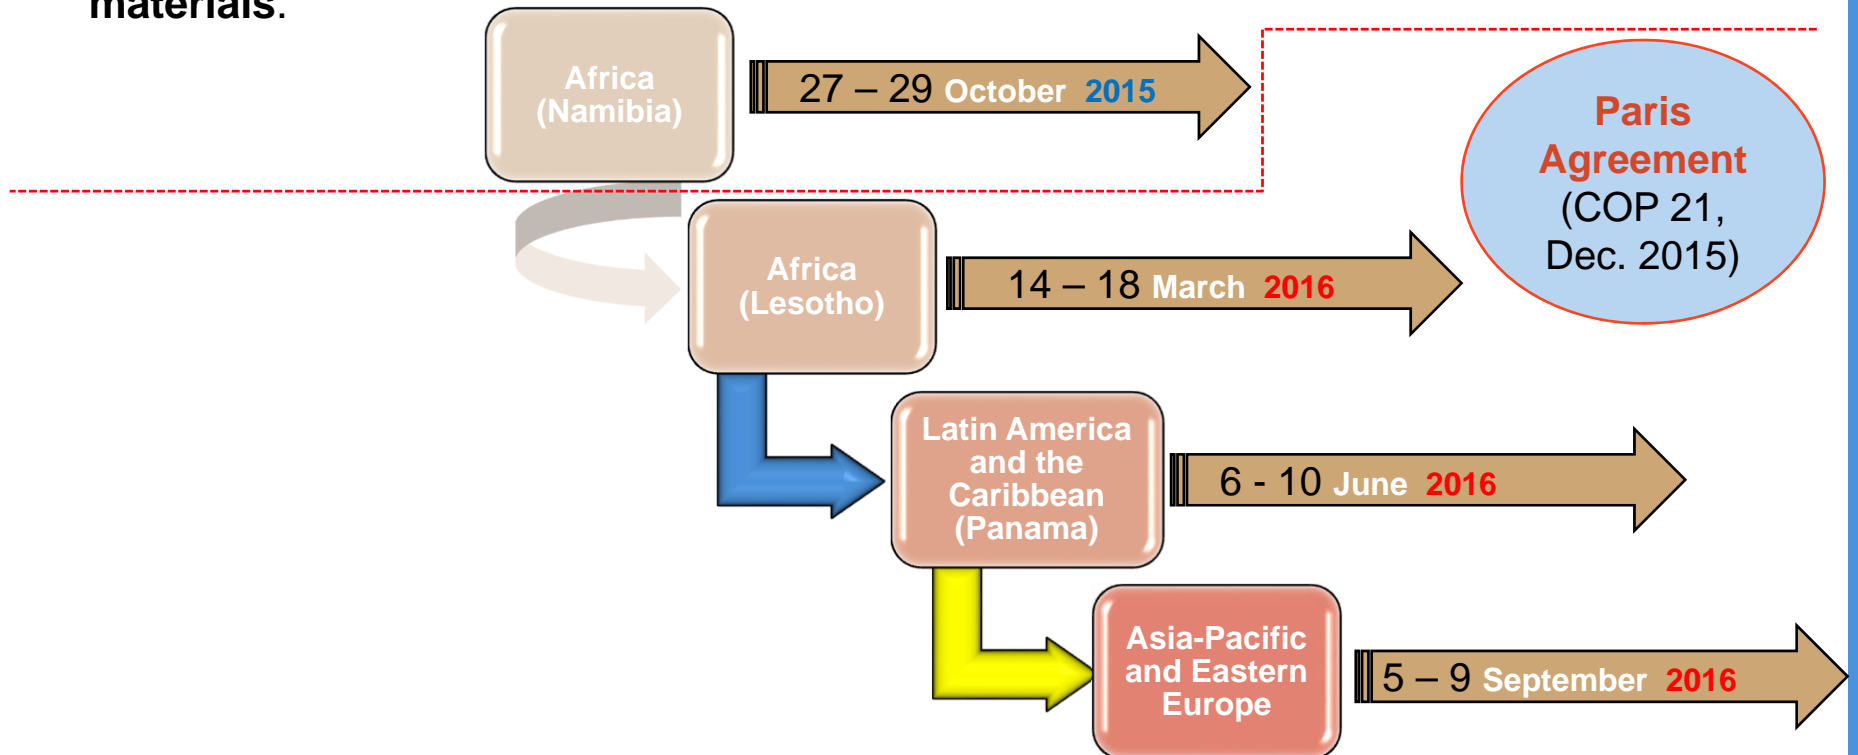 materials.
Africa
(Namibia)
27 – 29 October 2015
Paris
Agreement
(COP 21,
Dec. 2015)
Africa
(Lesotho)
14 – 18 March 2016
Latin America
and the
Caribbean
(Panama)
6 - 10 June 2016
Asia-Pacific
and Eastern
Europe
5 – 9 September 2016